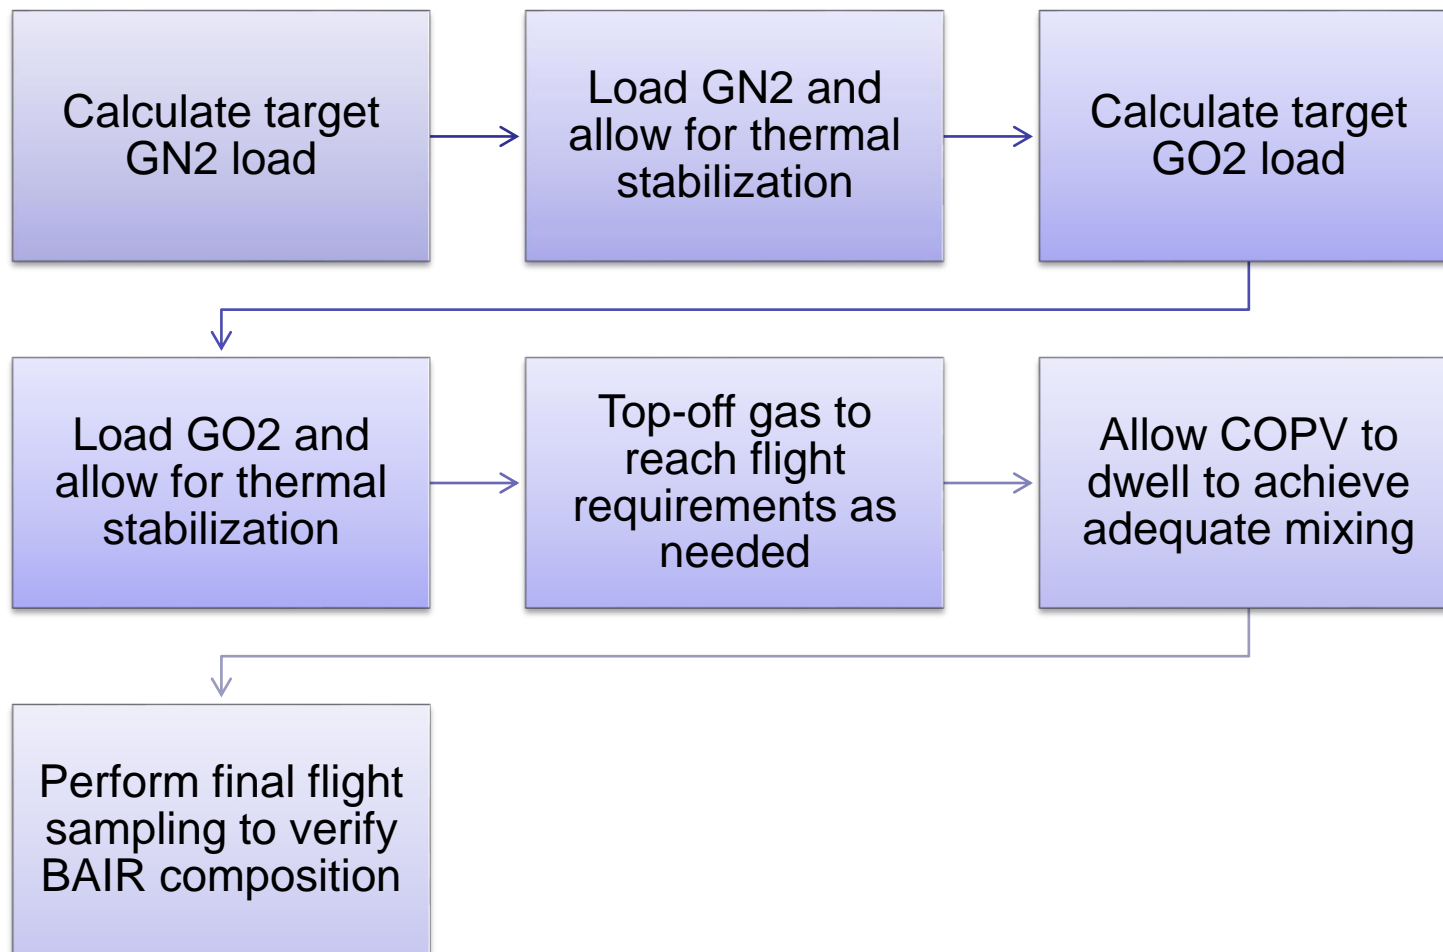 Calculate target
GN2 load
Load GN2 and
allow for thermal
stabilization
Calculate target
GO2 load
Load GO2 and
allow for thermal
stabilization
Top-off gas to
reach flight
requirements as
needed
Allow COPV to
dwell to achieve
adequate mixing
Perform final flight
sampling to verify
BAIR composition